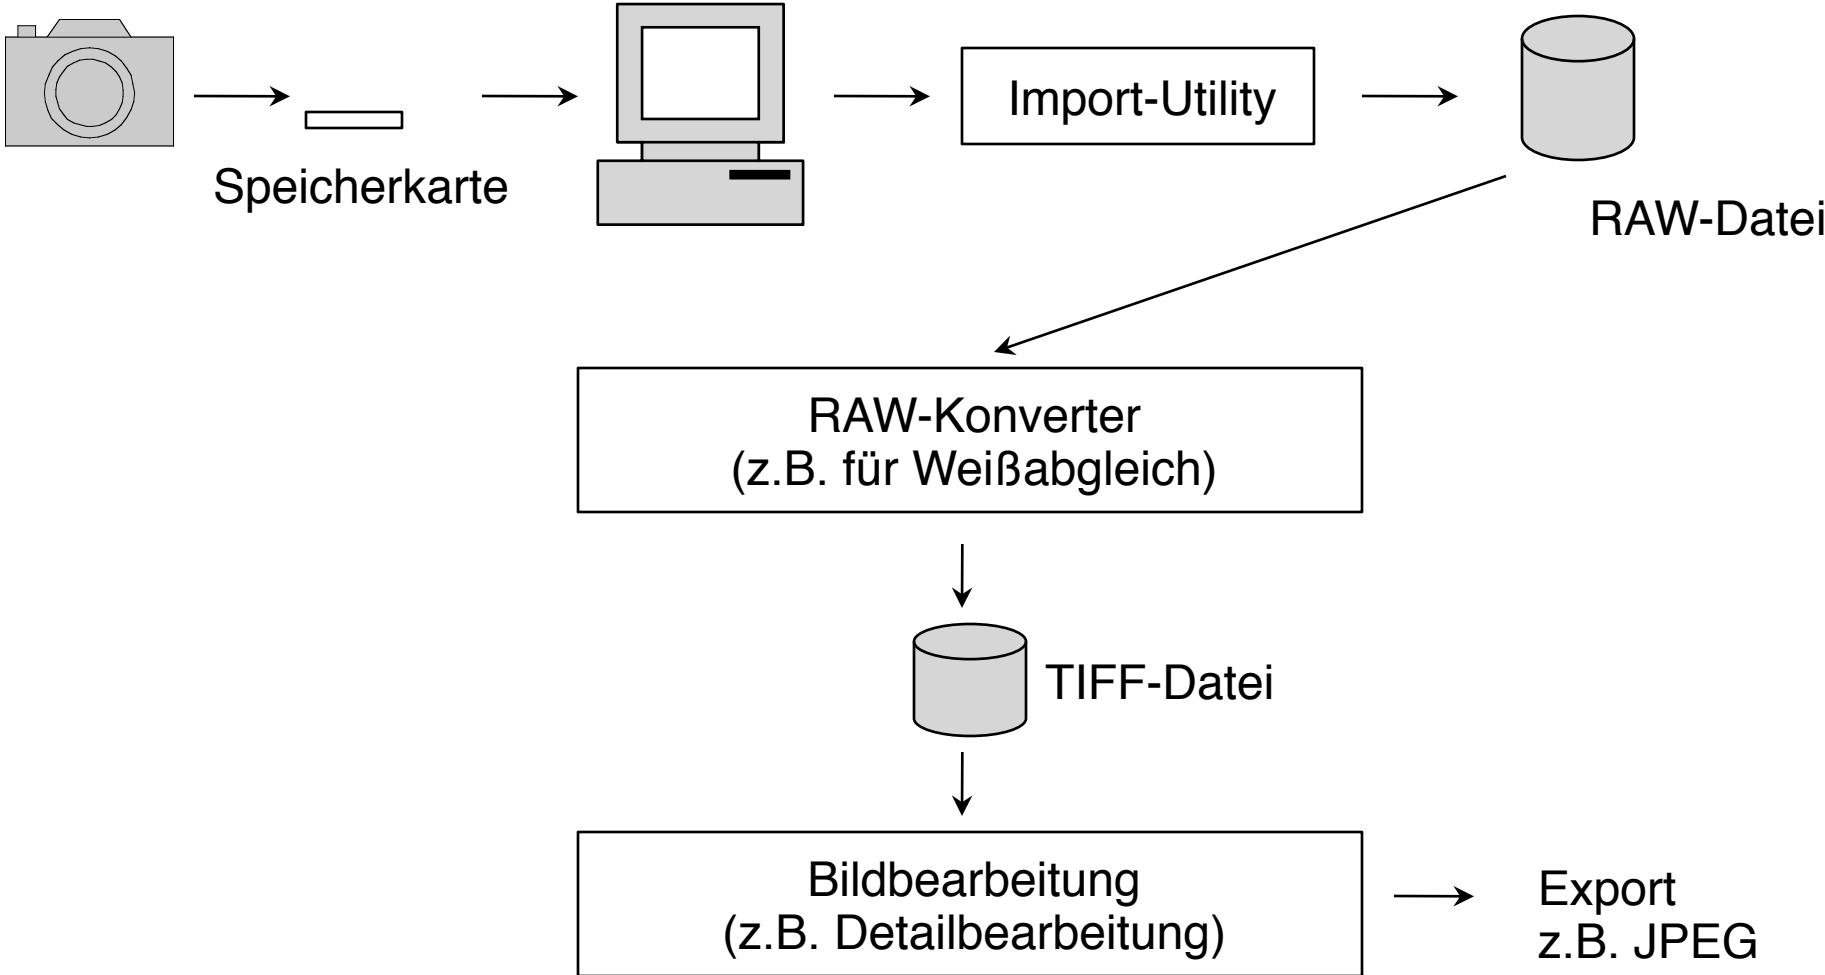 Import-Utility
Speicherkarte
RAW-Datei
RAW-Konverter
(z.B. für Weißabgleich)
TIFF-Datei
Bildbearbeitung
(z.B. Detailbearbeitung)
Export
z.B. JPEG